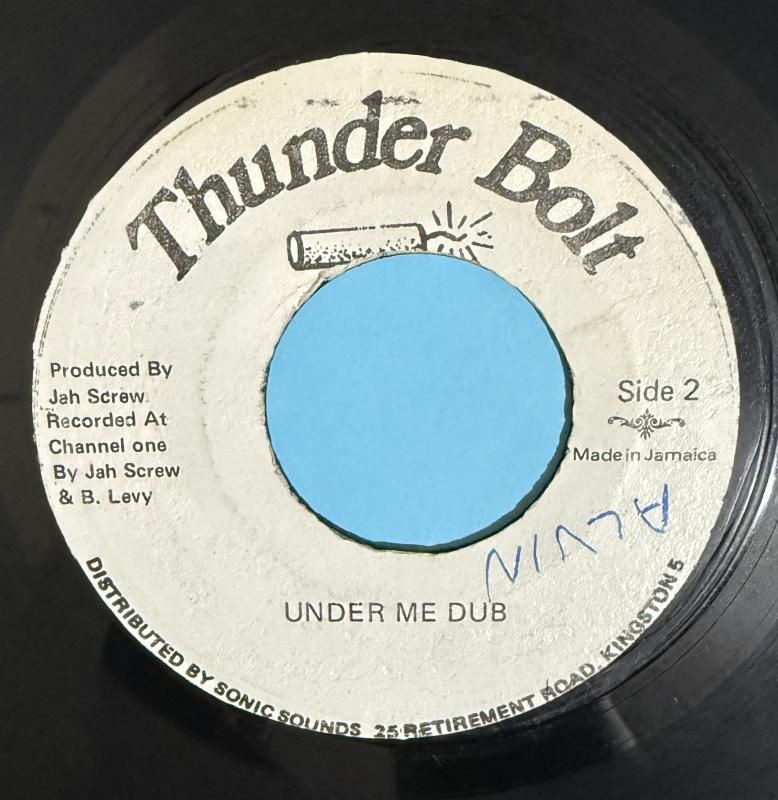 Thunder Bolt
Produced By
Jah Screw
Recorded At
Channel one
By Jah Screw
& B. Levy
Side 2
Made in Jamaica
ALVIN
UNDER ME DUB
DISTRIBUTED BY SONIC SOUNDS 25 RETIREMENT ROAD, KINGSTON 5